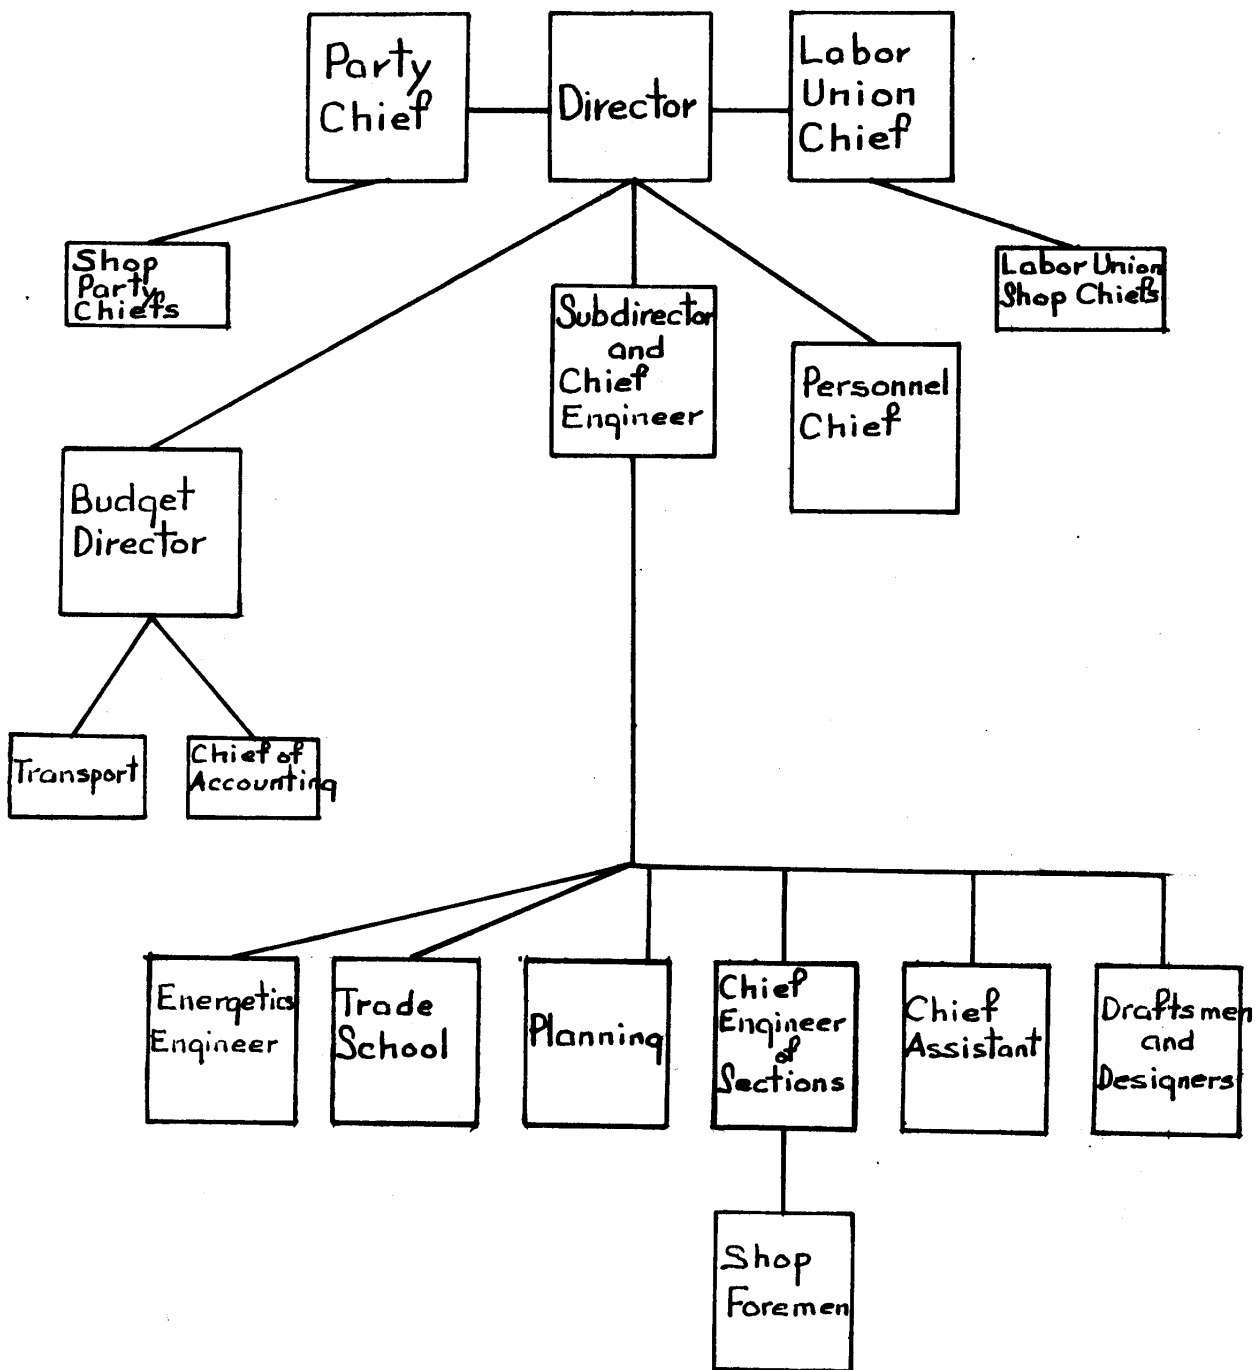 Party
Chief
Director
Labor
Union
Chief
Shop
Party
Chiefs
Subdirector
and
Chief
Engineer
Personnel
Chief
Labor Union
Shop Chiefs
Budget
Director
Transport
Chief of
Accounting
Energetics
Engineer
Trade
School
Planning
Chief
Engineer
of
Sections
Chief
Assistant
Draftsmen
and
Designers
Shop
Foremen